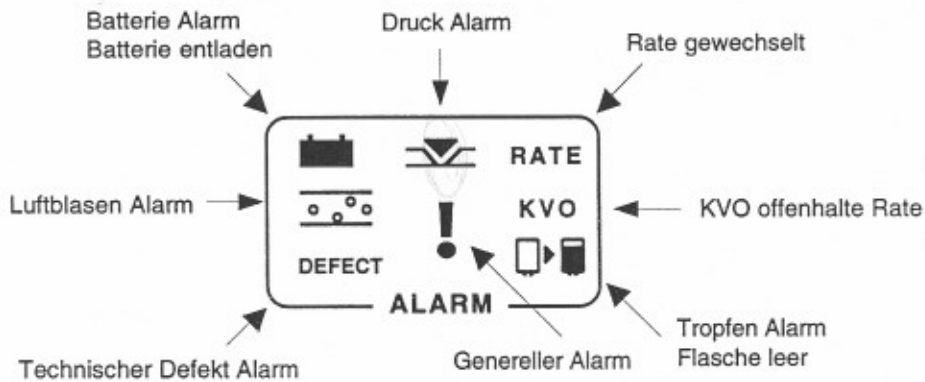 Batterie Alarm
Batterie entladen
Druck Alarm
Rate gewechselt
RATE
Luftblasen Alarm
KVO
KVO offenhalte Rate
DEFECT
ALARM
Tropfen Alarm
Flasche leer
Genereller Alarm
Technischer Defekt Alarm